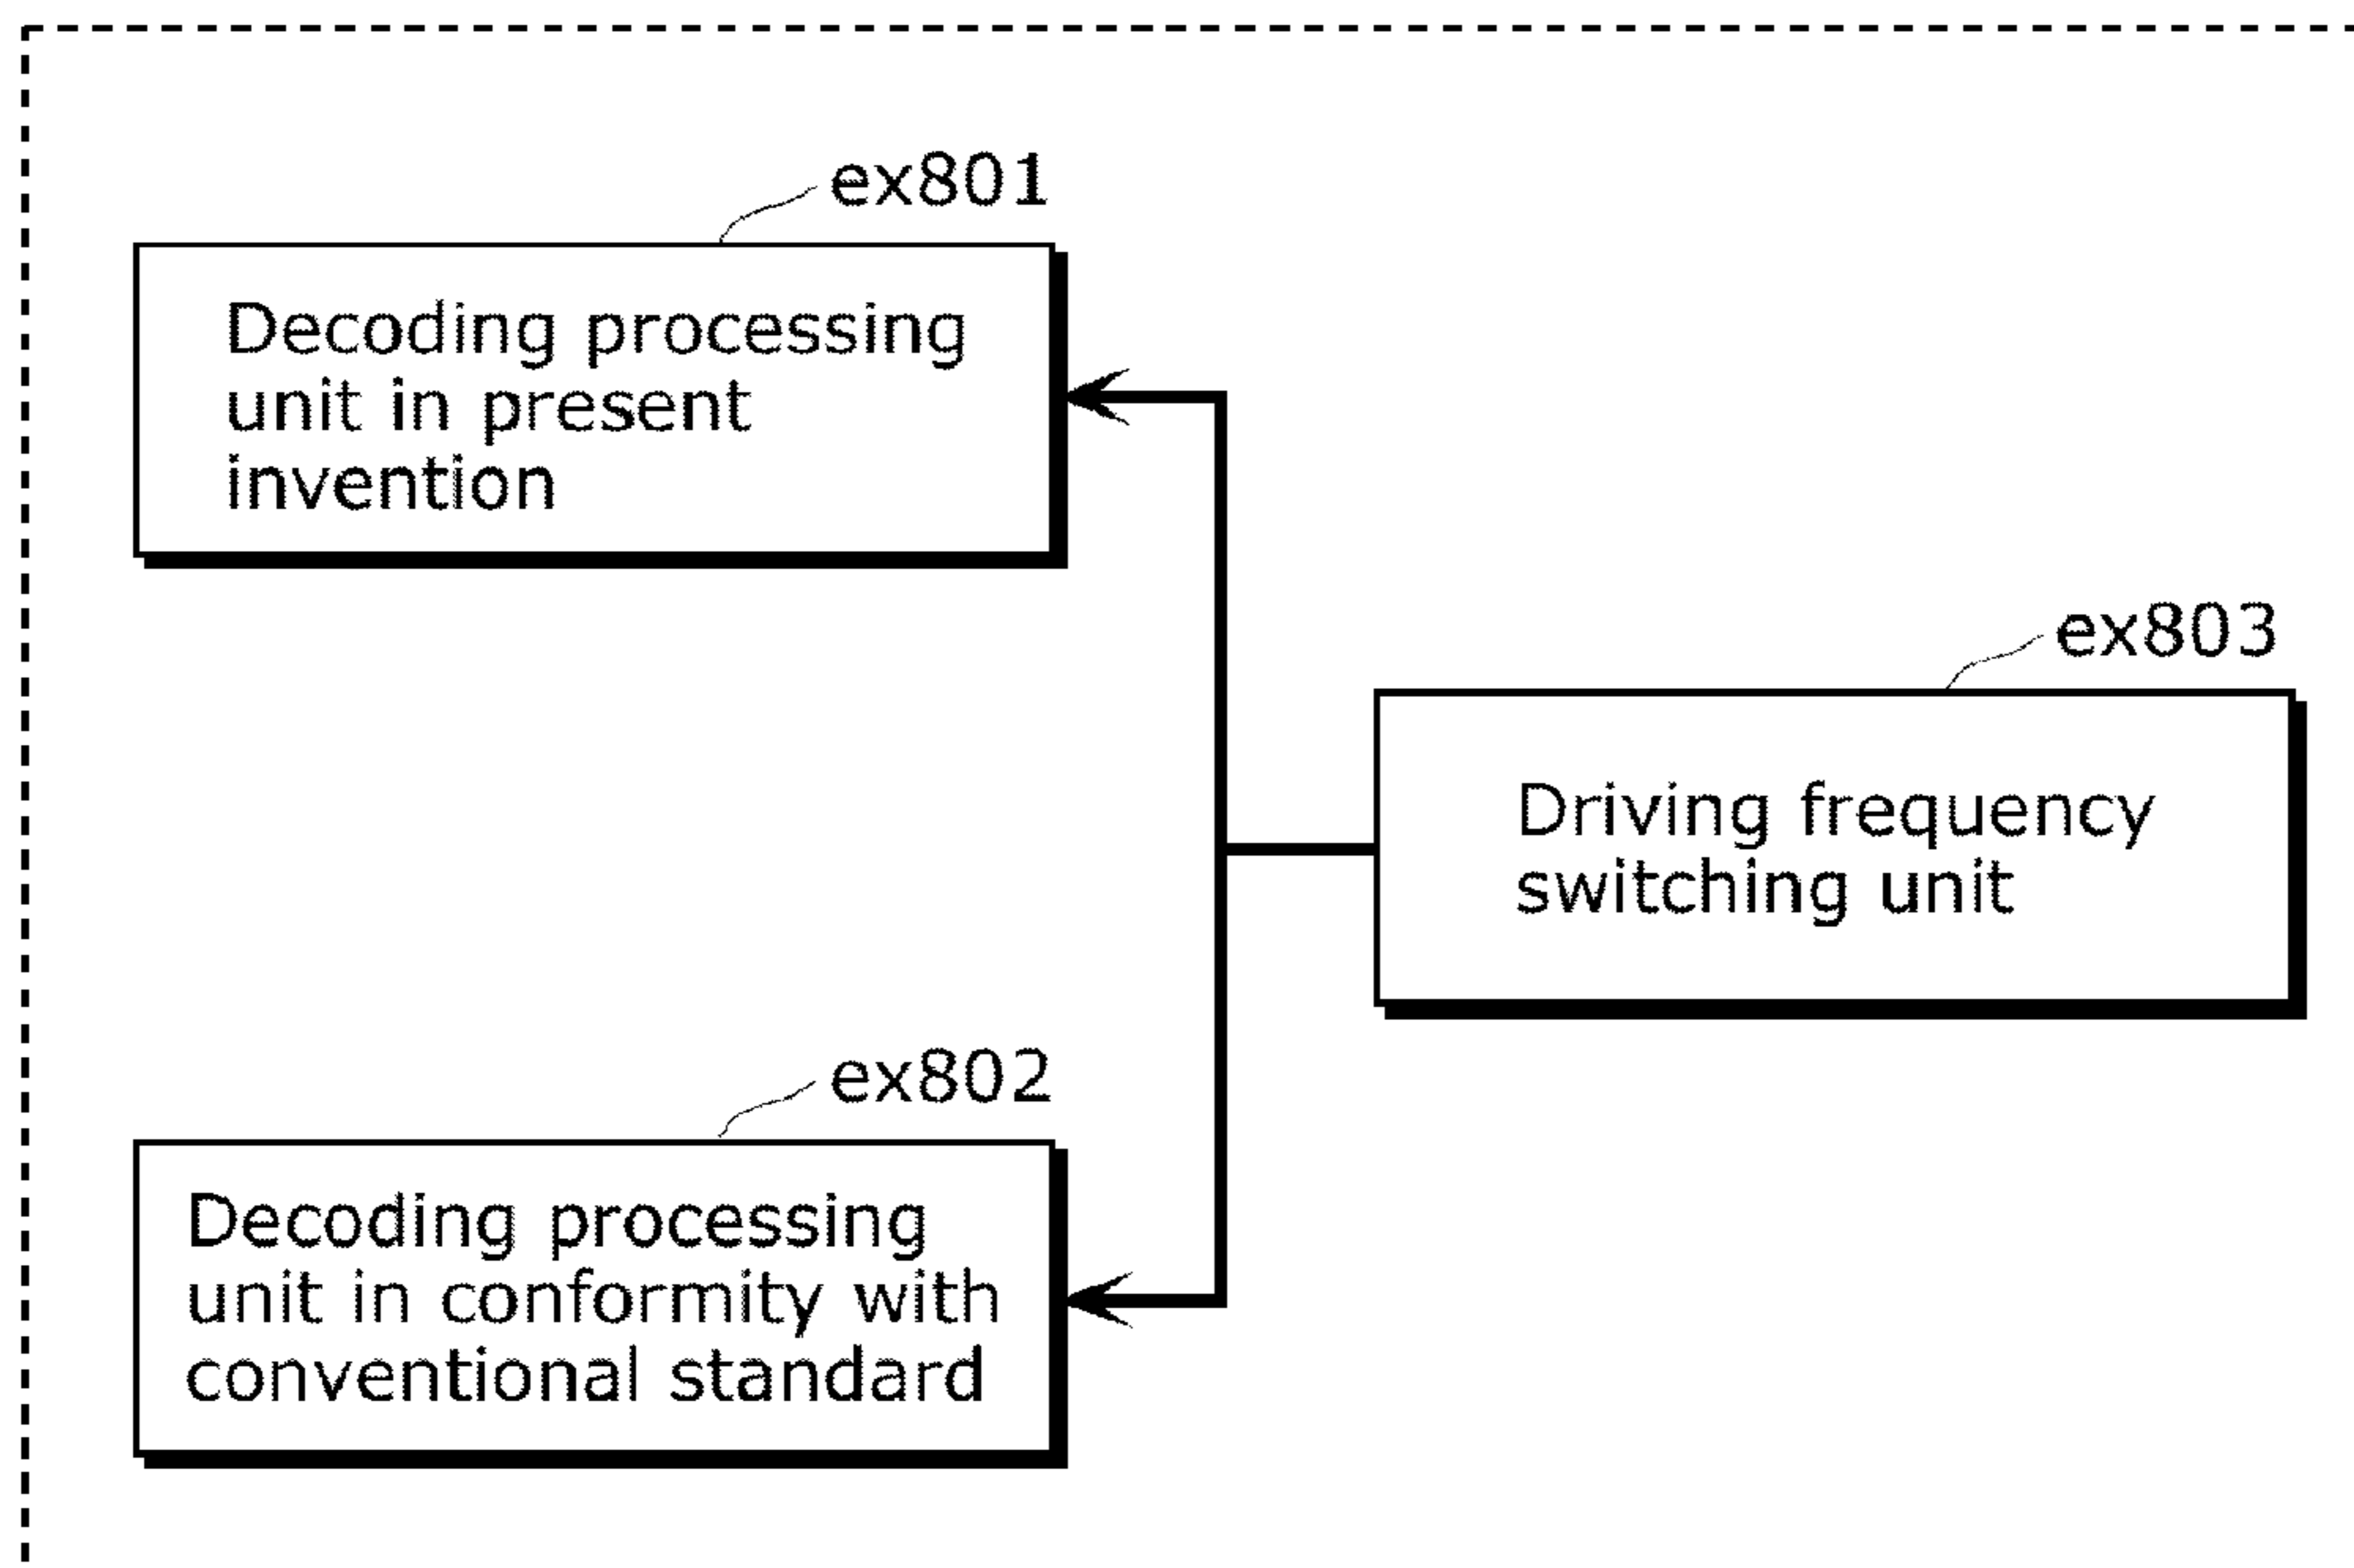 ex801
Decoding processing
unit in present
invention
ex803
Driving frequency
switching unit
ex802
Decoding processing
unit in conformity with
conventional standard